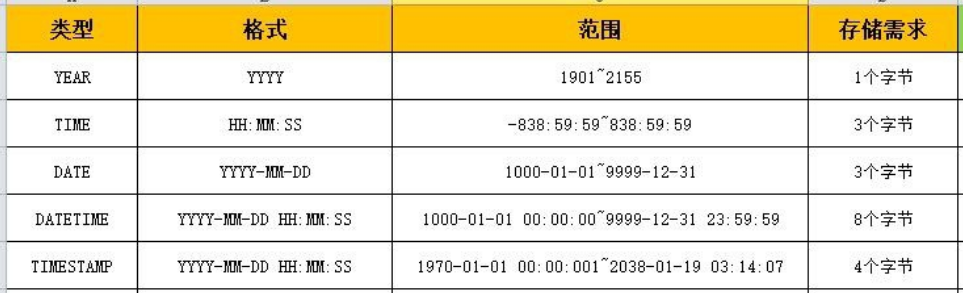 类型 格式 范围 存储需求
YEAR YYYY 1901~2155 1个字节
TIME HH:MM:SS -838:59:59~838:59:59 3个字节
DATE YYYY-MM-DD 1000-01-01~9999-12-31 3个字节
DATETIME YYYY-MM-DD HH:MM:SS 1000-01-01 00:00:00~9999-12-31 23:59:59 8个字节
TIMESTAMP YYYY-MM-DD HH:MM:SS 1970-01-01 00:00:001~2038-01-19 03:14:07 4个字节